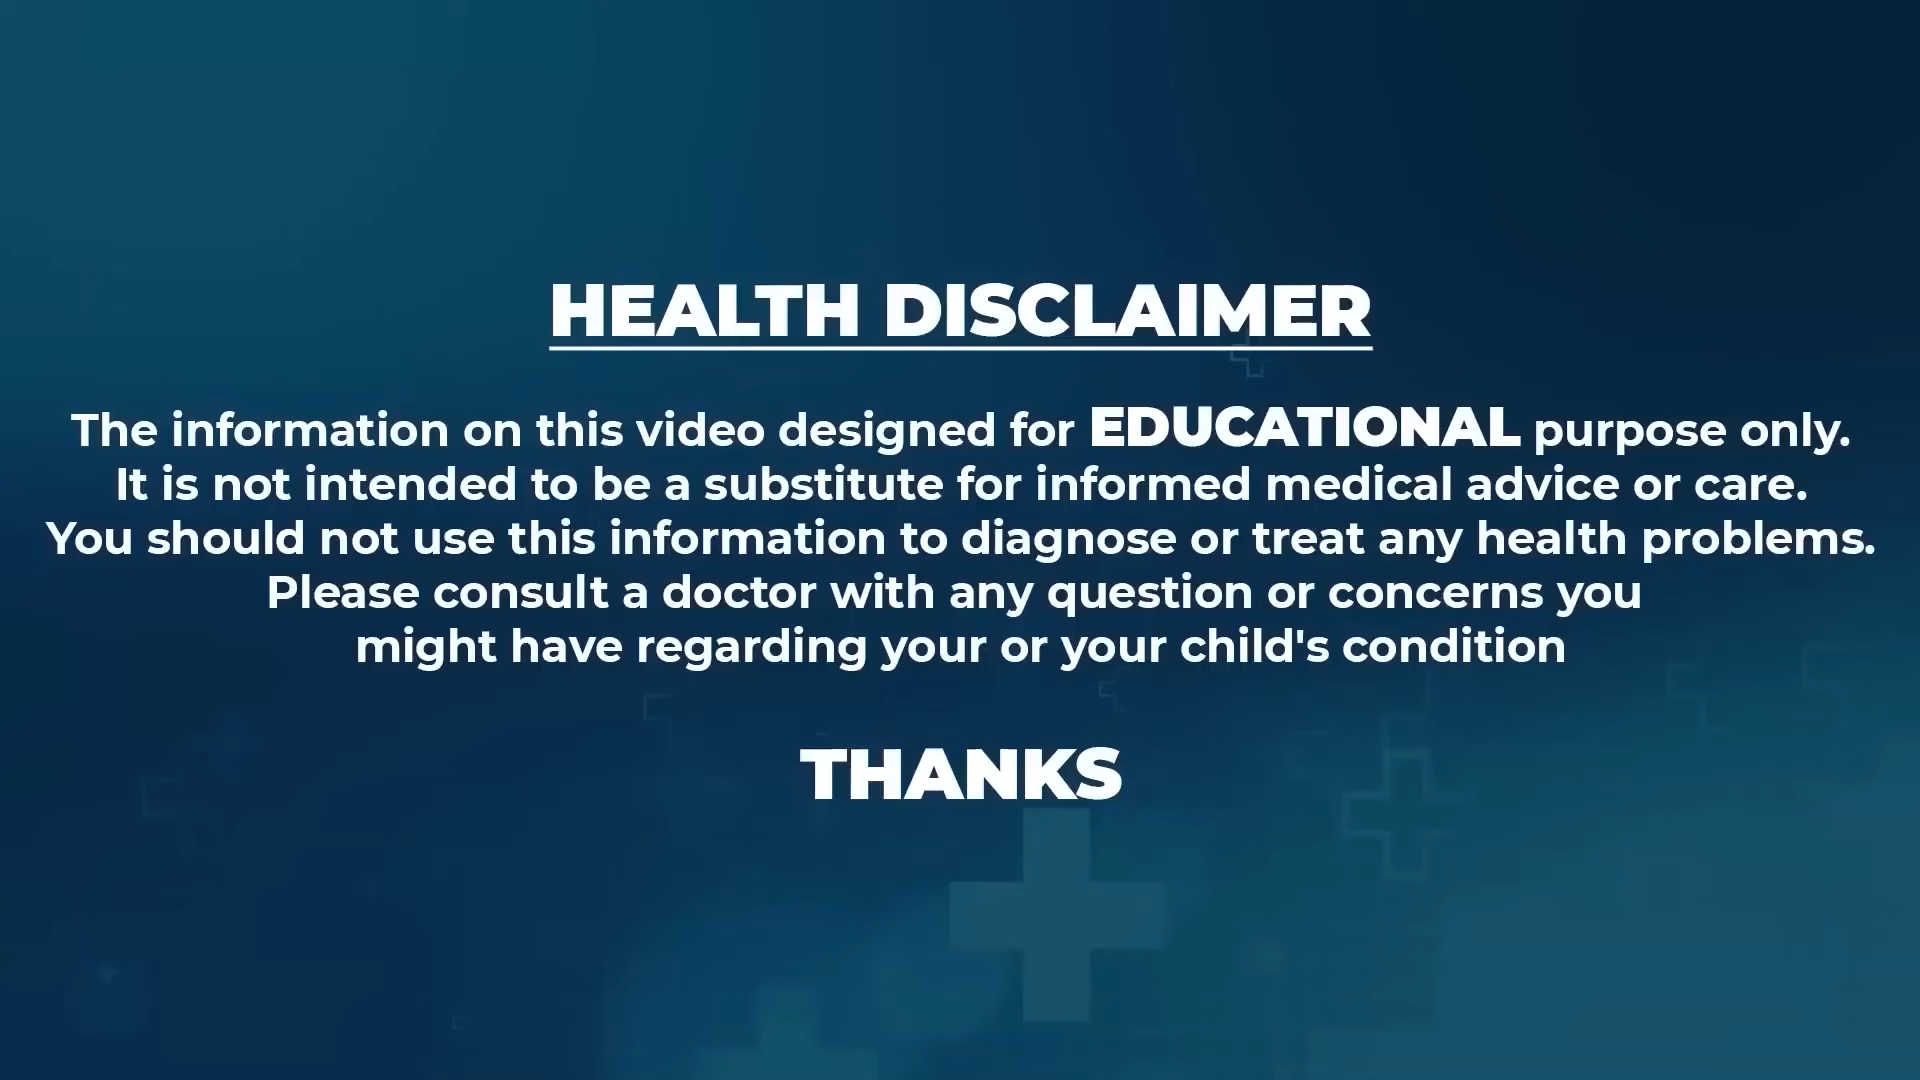 HEALTH DISCLAIMER
The information on this video designed for EDUCATIONAL purpose only.
It is not intended to be a substitute for informed medical advice or care.
You should not use this information to diagnose or treat any health problems.
Please consult a doctor with any question or concerns you
might have regarding your or your child's condition
THANKS